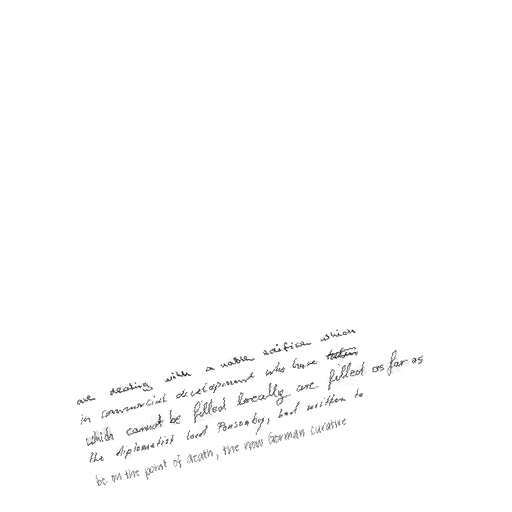 are dealing with a noble edifice which
in commercial development who have
which cannot be filled locally are filled as far as
the diplomatist Lord Ponsonby, had written to
be on the point of death, the new German curative